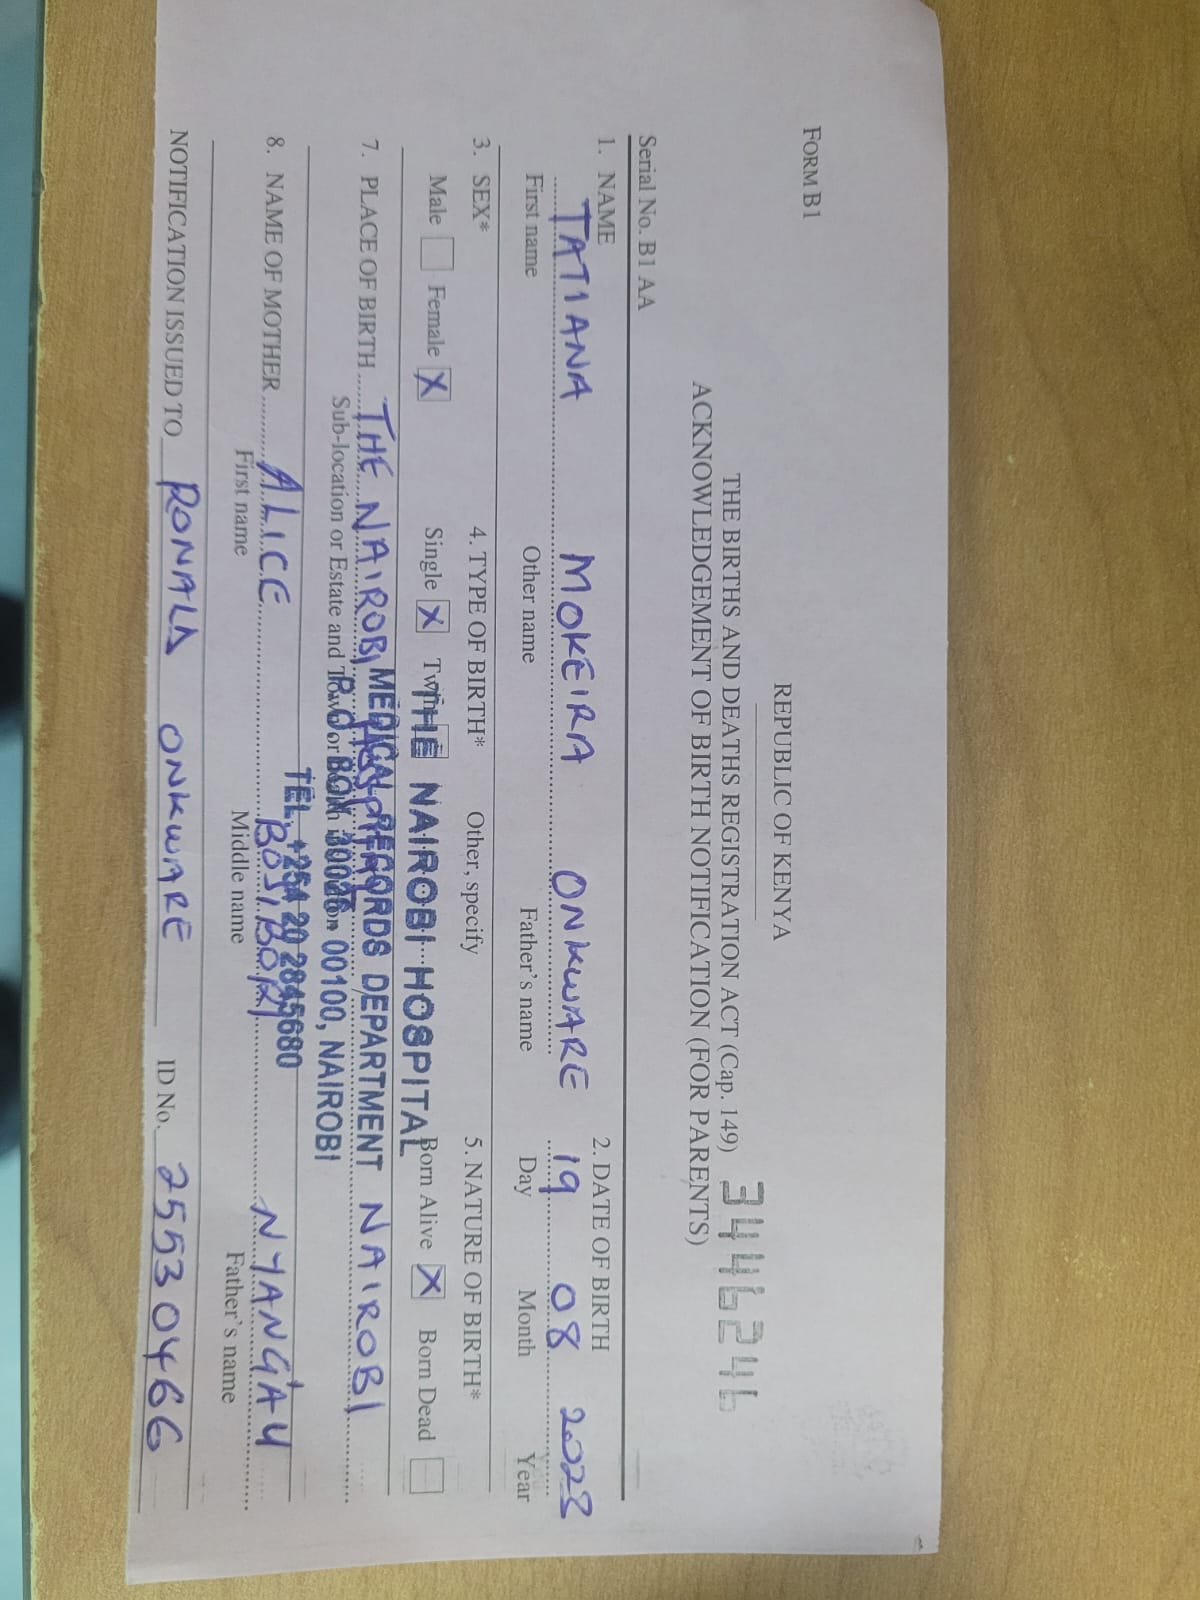 FORM B1
REPUBLIC OF KENYA
THE BIRTHS AND DEATHS REGISTRATION ACT (Cap. 149)
ACKNOWLEDGEMENT OF BIRTH NOTIFICATION (FOR PARENTS)
3446246
Serial No. B1 AA
1. NAME 2. DATE OF BIRTH
TATIANA MOKEIRA ONKWARE 19 08 2023
First name Other name Father's name Day Month Year
3. SEX* 4. TYPE OF BIRTH* 5. NATURE OF BIRTH*
Male Female X Single X Twin Other, specify Born Alive X Born Dead
THE NAIROBI HOSPITAL
7. PLACE OF BIRTH THE NAIROBI HOSPITAL NAIROBI
MEDICAL RECORDS DEPARTMENT
Sub-location or Estate and Town or
P. O. BOX 30026 - 00100, NAIROBI
TEL. +254 20 2845680
8. NAME OF MOTHER ALICE BOSIBORI NYANGAU
First name Middle name Father's name
NOTIFICATION ISSUED TO RONALD ONKWARE ID No. 25530466